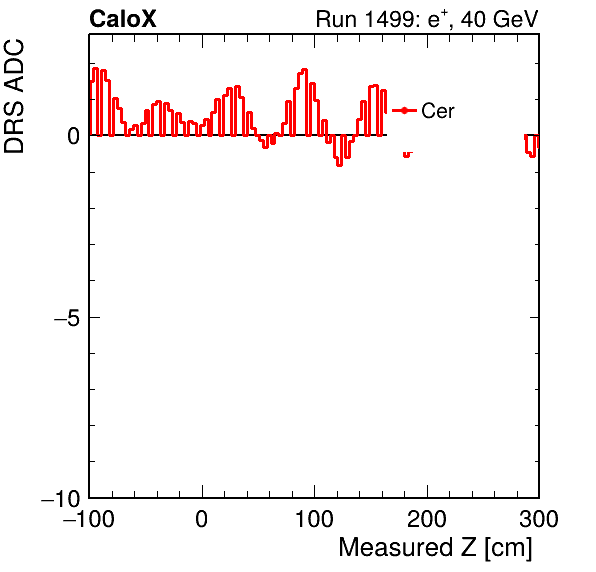 CaloX Run 1499: e⁺, 40 GeV
DRS ADC
Cer
0
−5
−10
−100 0 100 200 300
Measured Z [cm]